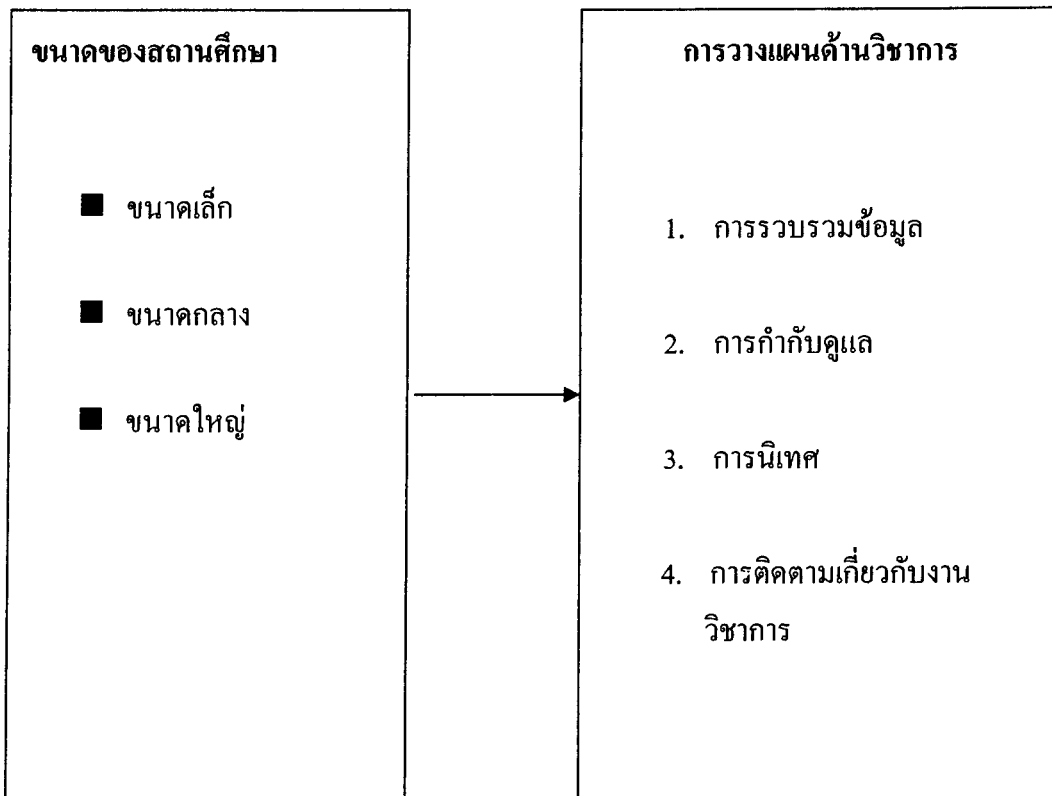 ขนาดของสถานศึกษา
■ ขนาดเล็ก
■ ขนาดกลาง
■ ขนาดใหญ่
การวางแผนด้านวิชาการ
1. การรวบรวมข้อมูล
2. การกำกับดูแล
3. การนิเทศ
4. การติดตามเกี่ยวกับงาน
วิชาการ